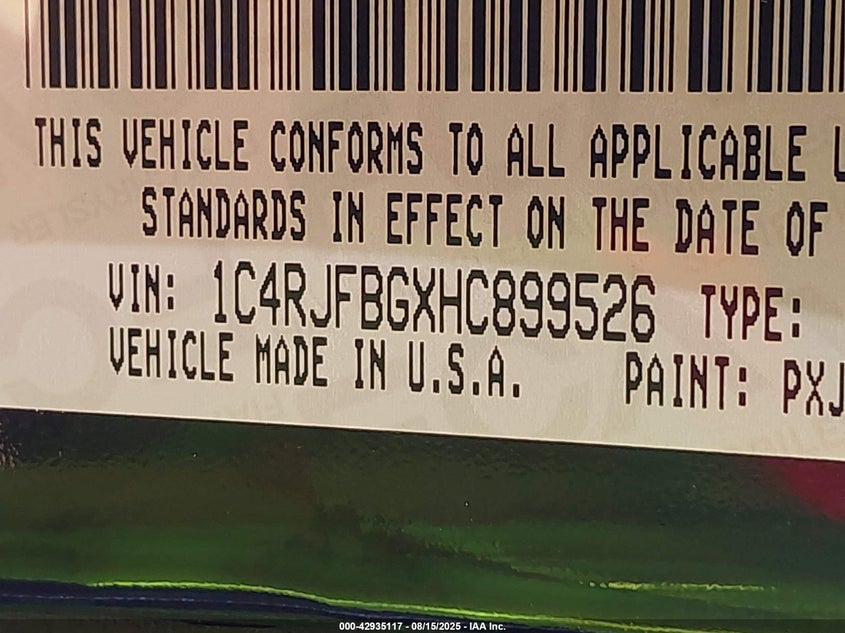 THIS VEHICLE CONFORMS TO ALL APPLICABLE
STANDARDS IN EFFECT ON THE DATE OF
VIN: 1C4RJFBGXHC899526 TYPE:
VEHICLE MADE IN U.S.A. PAINT: PXJ
000-42935117 - 08/15/2025 - IAA Inc.